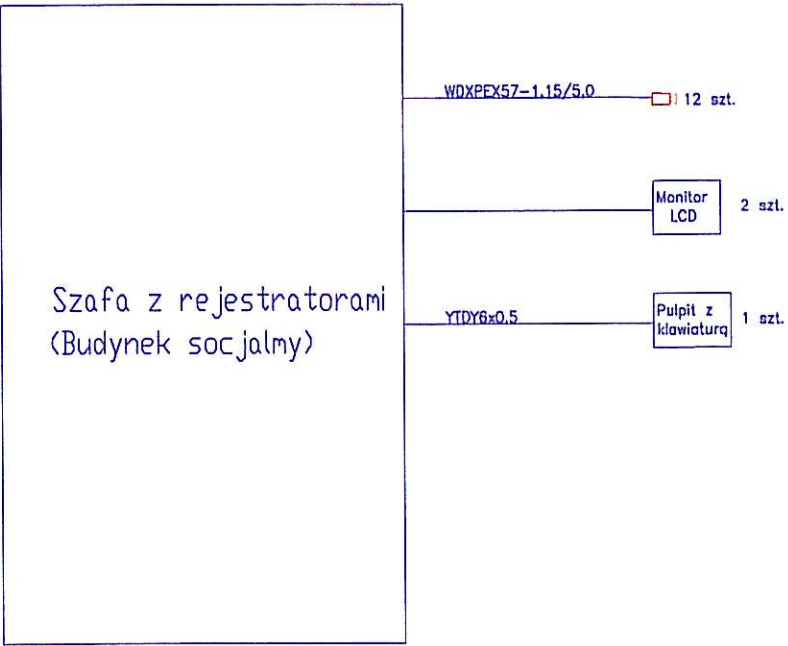 WDXPEX57-1.15/5.0
12 szt.
Monitor
LCD
2 szt.
Szafa z rejestratorami
(Budynek socjalmy)
YTDY6x0.5
Pulpit z
klawiaturą
1 szt.